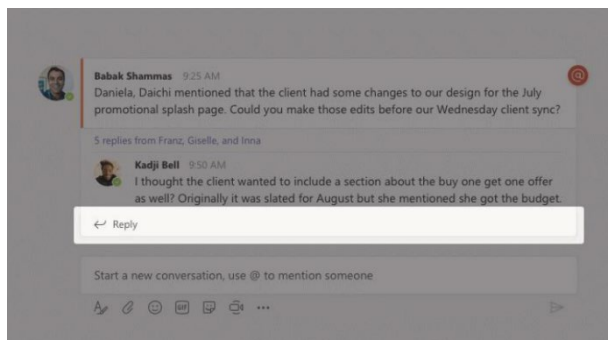 Babak Shammas 9:25 AM
@
Daniela, Daichi mentioned that the client had some changes to our design for the July
promotional splash page. Could you make those edits before our Wednesday client sync?
5 replies from Franz, Giselle, and Inna
Kadji Bell 9:50 AM
I thought the client wanted to include a section about the buy one get one offer
as well? Originally it was slated for August but she mentioned she got the budget.
Reply
Start a new conversation, use @ to mention someone
GIF